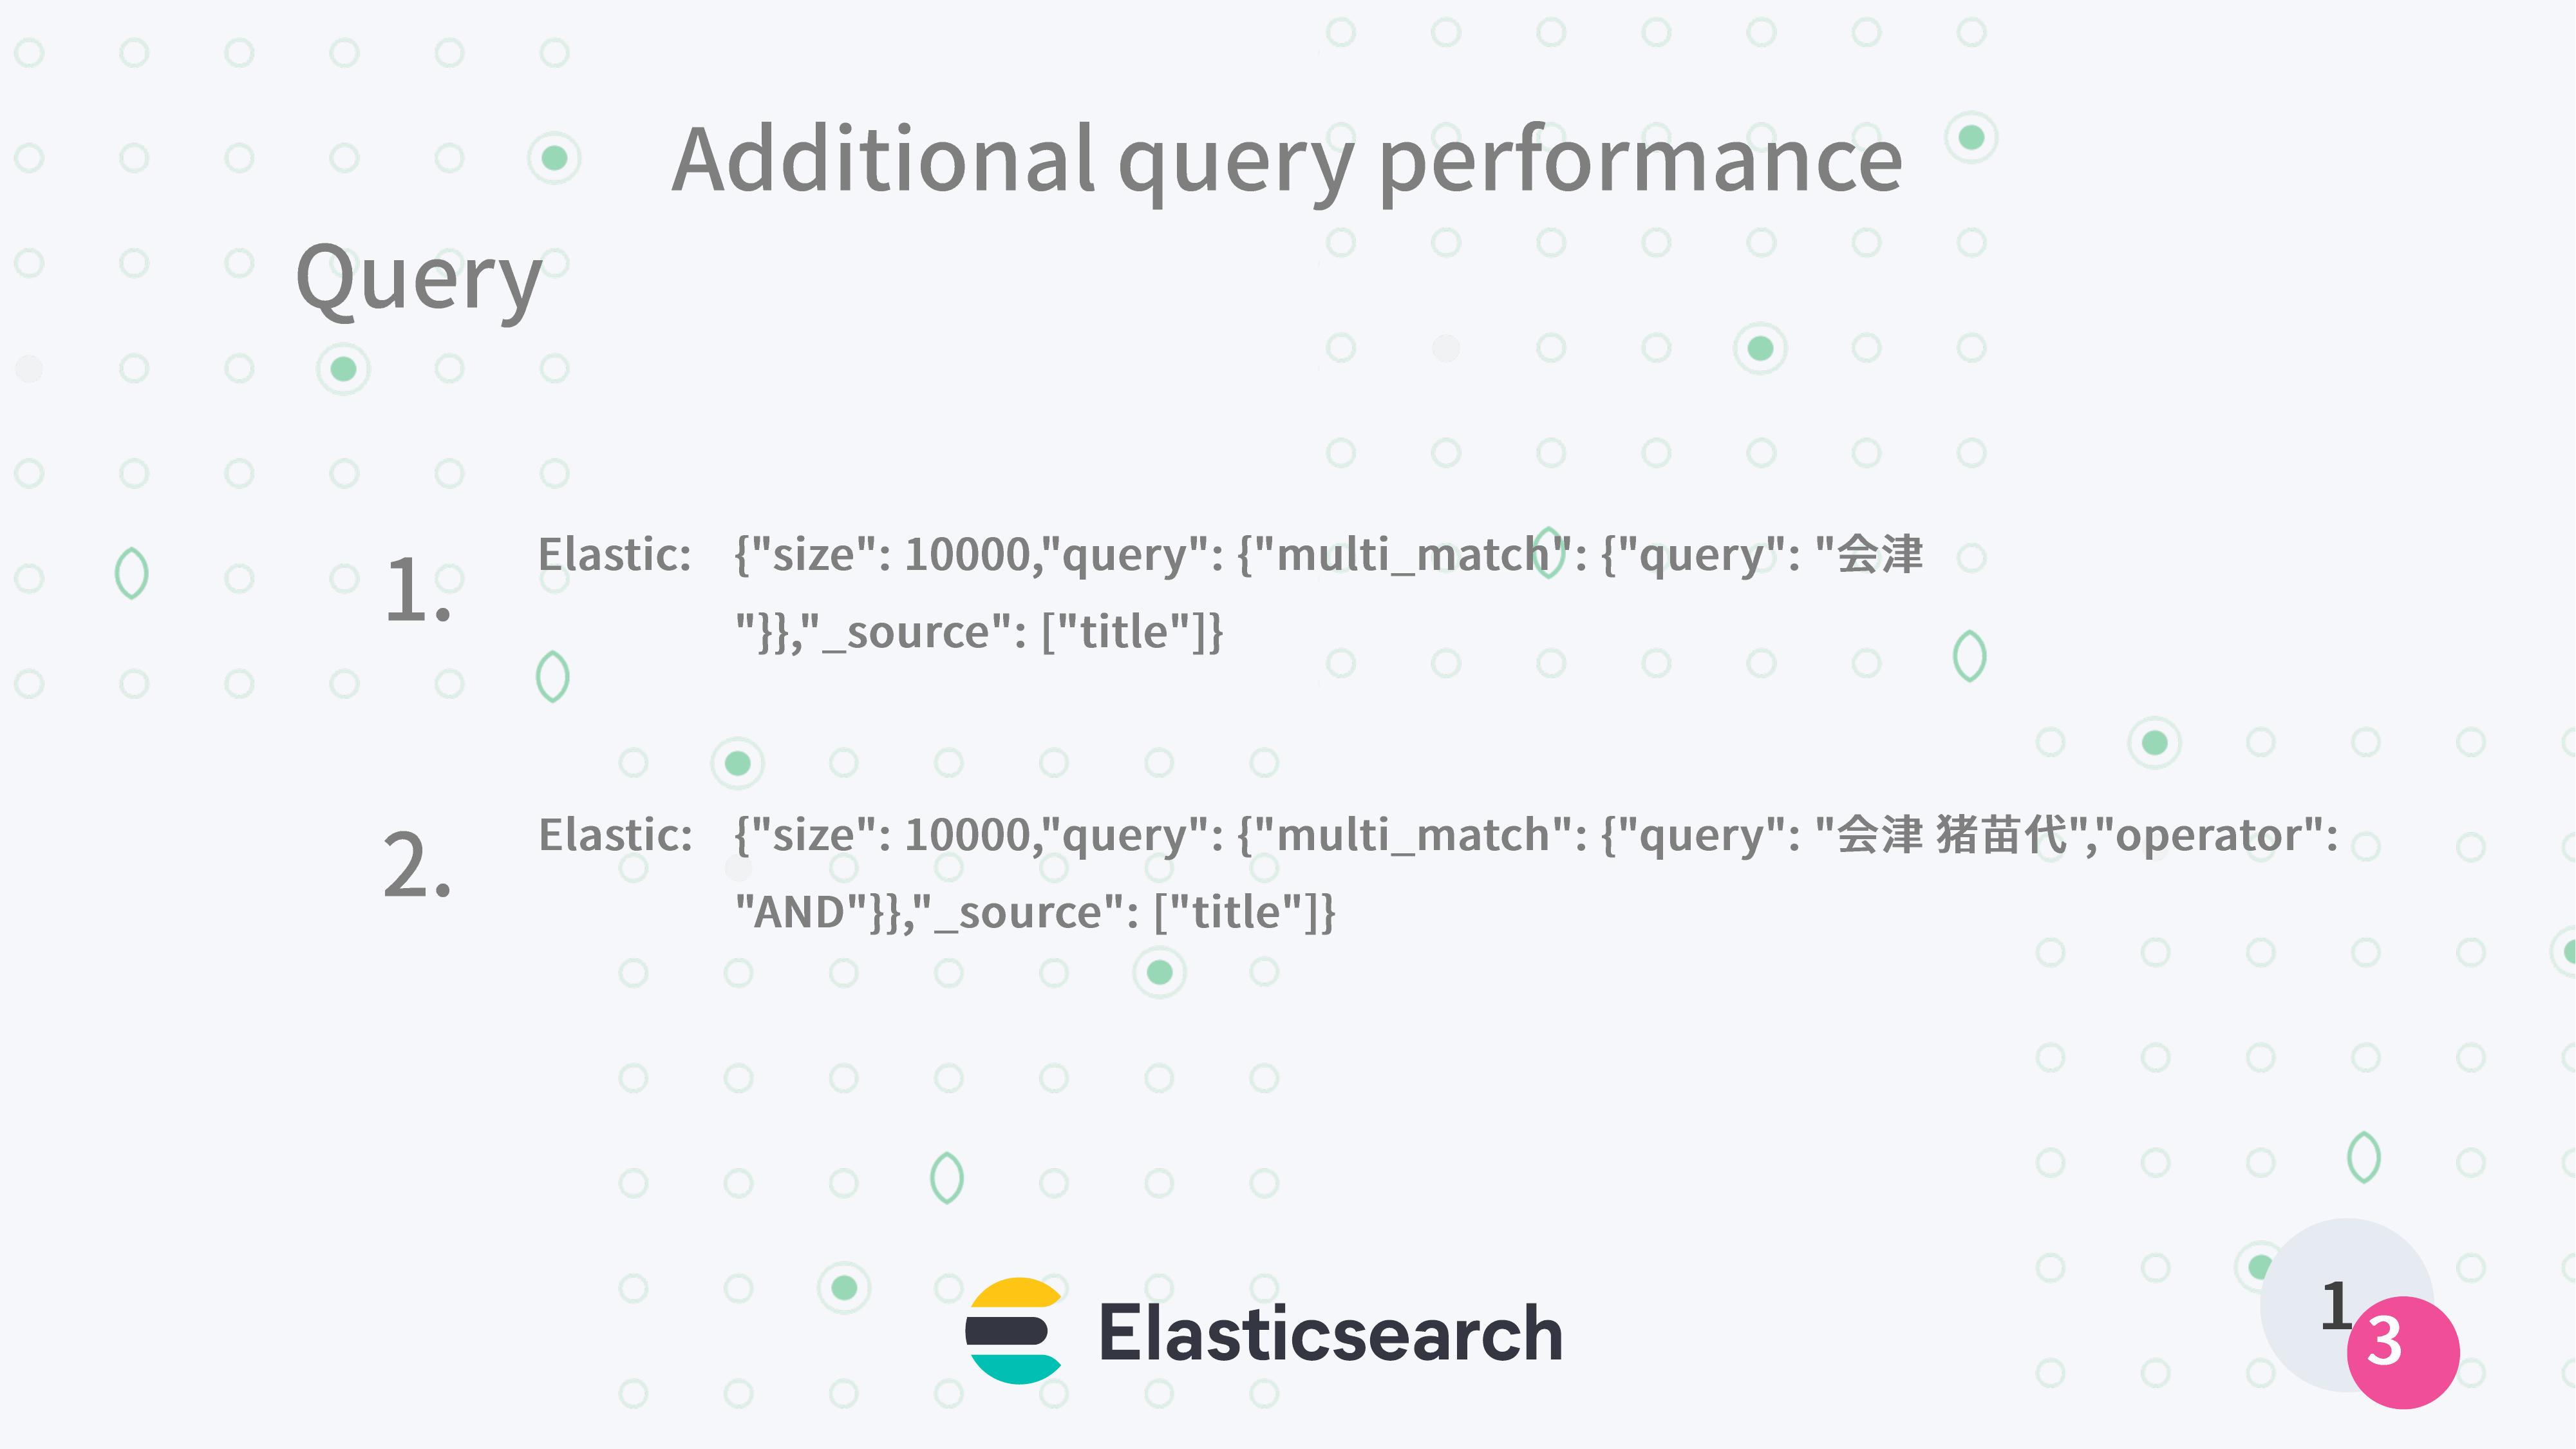 Additional query performance
Query
1.
Elastic: {"size": 10000,"query": {"multi_match": {"query": "会津
"}},"_source": ["title"]}
2.
Elastic: {"size": 10000,"query": {"multi_match": {"query": "会津 猪苗代","operator":
"AND"}},"_source": ["title"]}
Elasticsearch
13